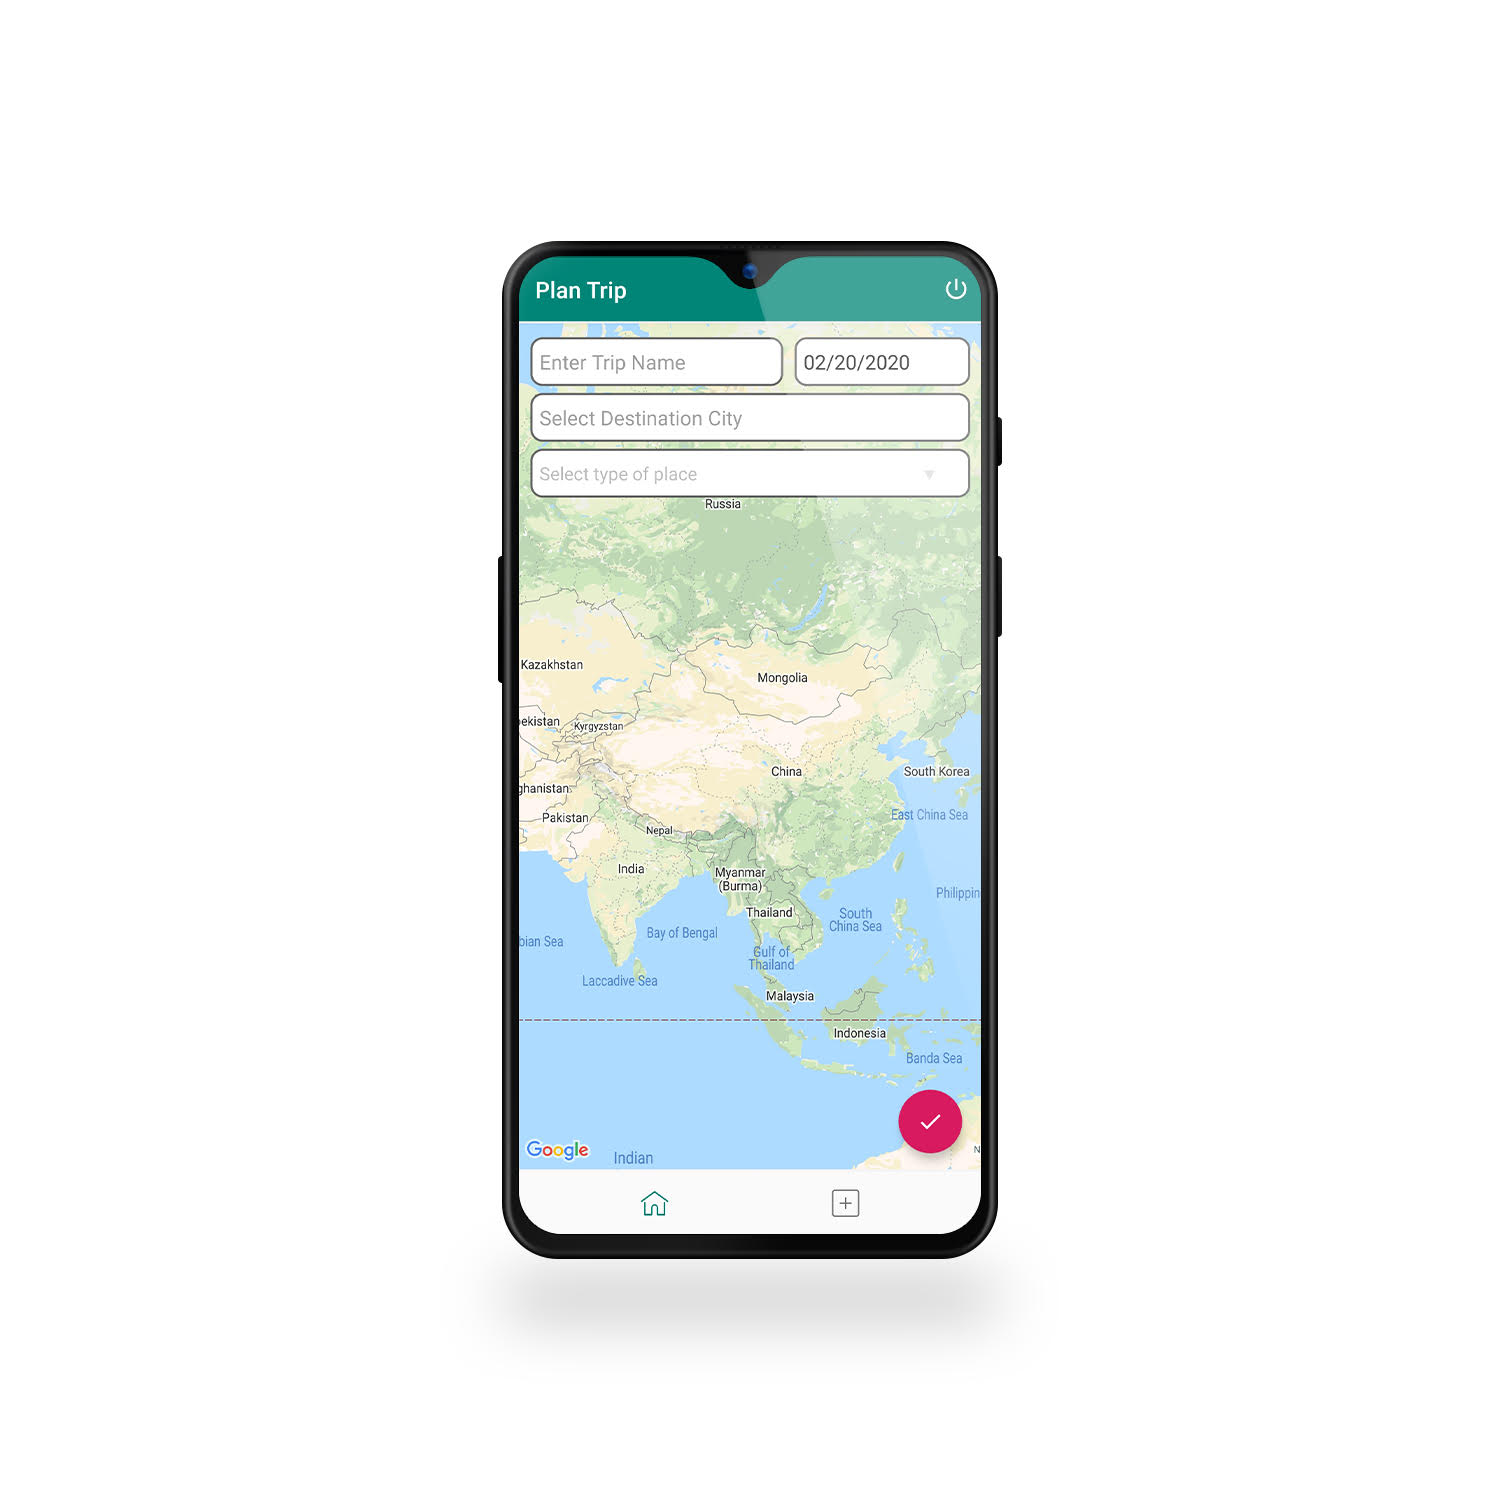 Plan Trip
Enter Trip Name
02/20/2020
Select Destination City
Select type of place
Russia
Kazakhstan
Mongolia
ekistan
Kyrgyzstan
China
South Korea
ghanistan
Pakistan
East China Sea
Nepal
India
Myanmar
(Burma)
Philippin
Thailand
South
China Sea
Bay of Bengal
bian Sea
Gulf of
Thailand
Laccadive Sea
Malaysia
Indonesia
Banda Sea
Google
Indian
N